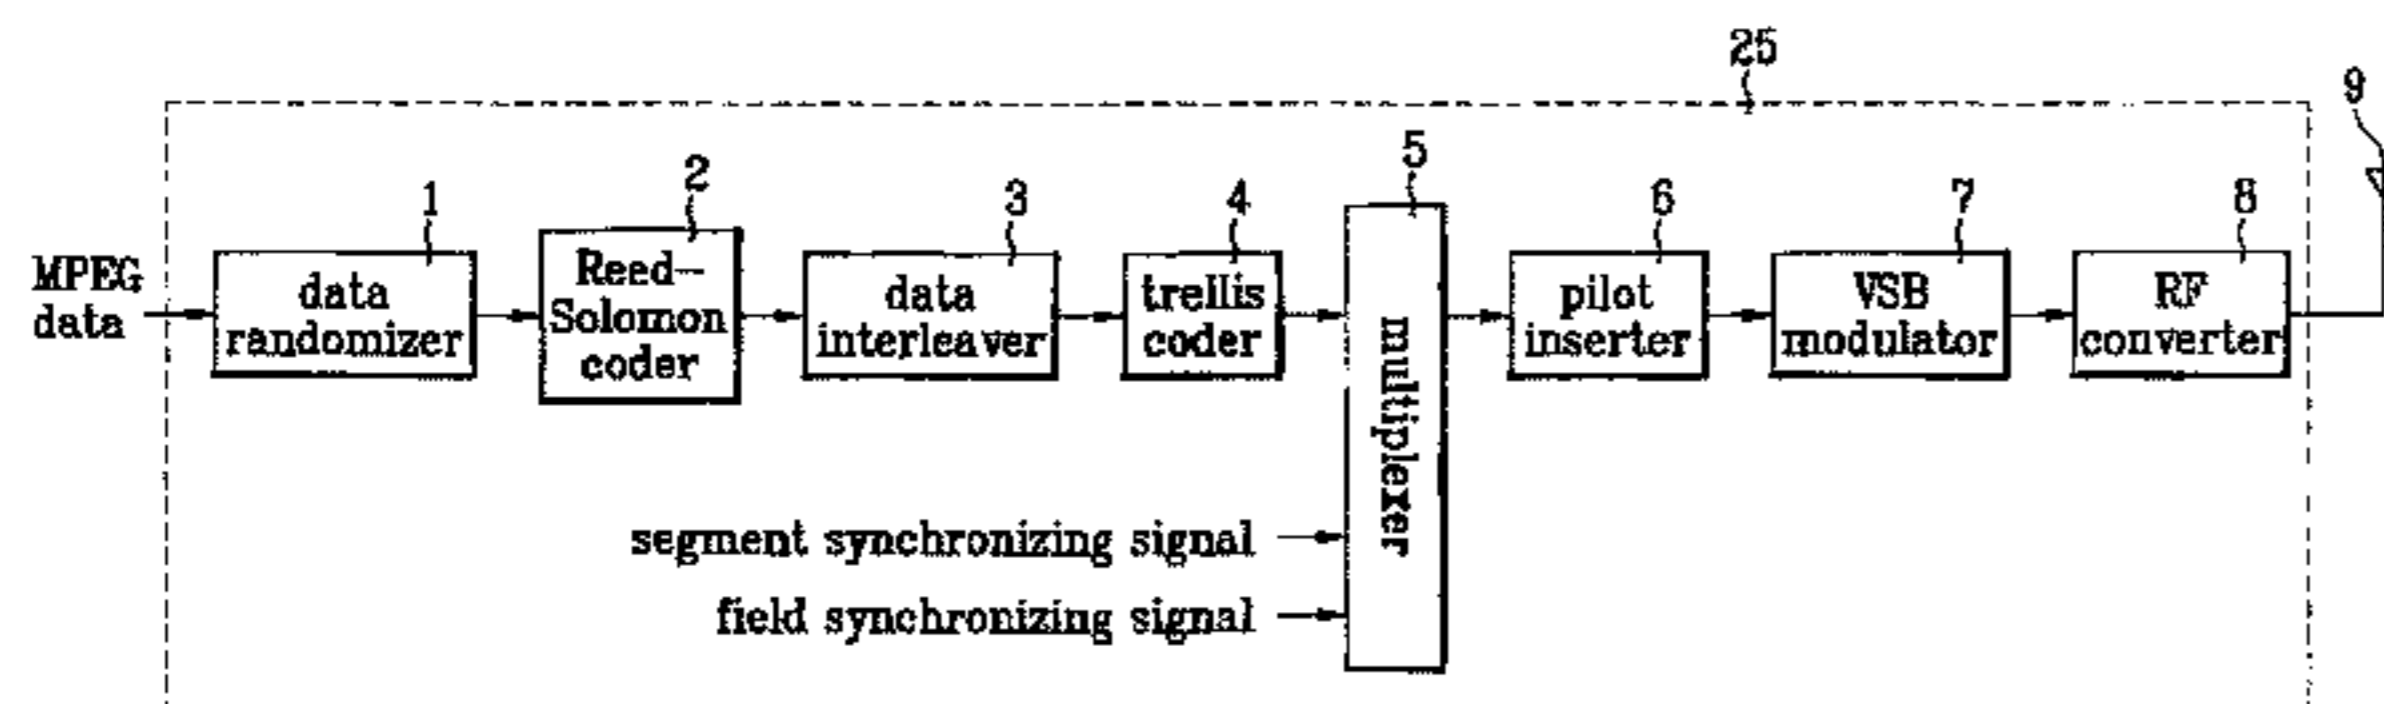 25
9
5
2
1
3
4
6
7
8
MPEG
data
data
randomizer
Reed-
Solomon
coder
data
interleaver
trellis
coder
multiplexer
pilot
inserter
VSB
modulator
RF
converter
segment synchronizing signal
field synchronizing signal